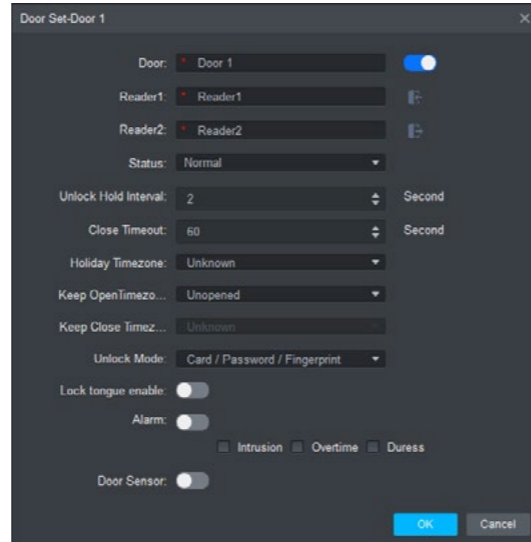 Door Set-Door 1
Door: * Door 1
Reader1: * Reader1
Reader2: * Reader2
Status: Normal
Unlock Hold Interval: 2 Second
Close Timeout: 60 Second
Holiday Timezone: Unknown
Keep OpenTimezo... Unopened
Keep Close Timez... Unknown
Unlock Mode: Card / Password / Fingerprint
Lock tongue enable:
Alarm:
Intrusion Overtime Duress
Door Sensor:
OK Cancel